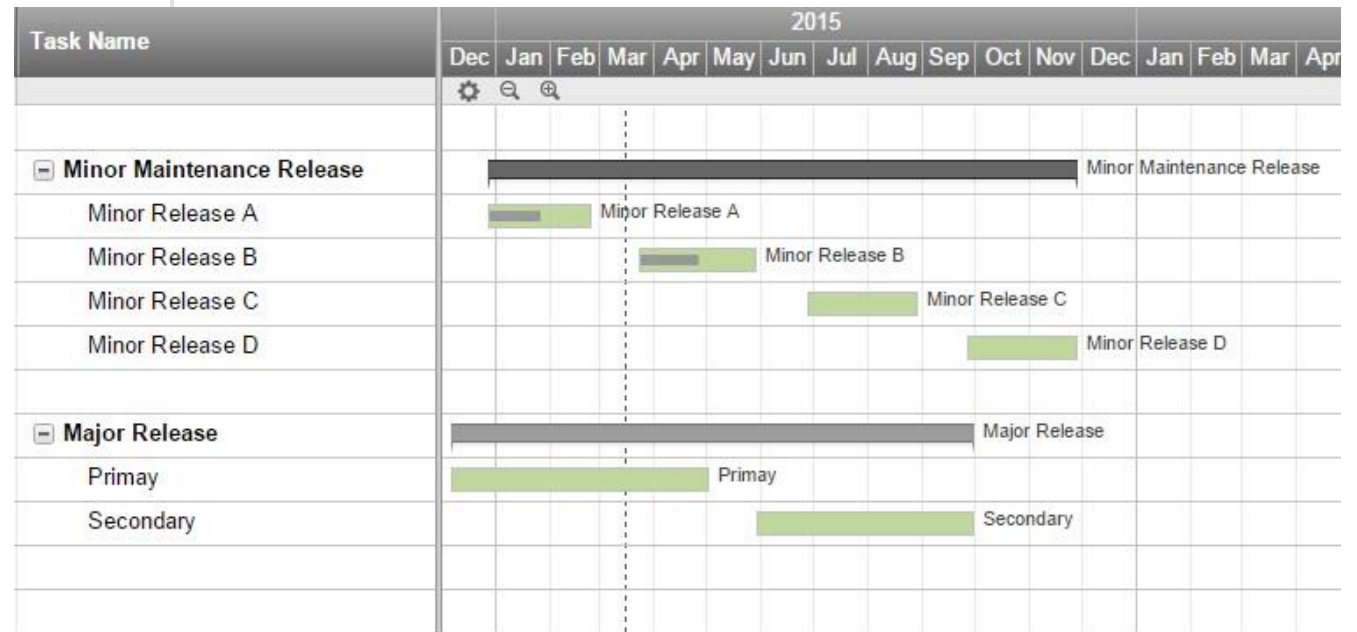 2015
Task Name
Dec Jan Feb Mar Apr May Jun Jul Aug Sep Oct Nov Dec Jan Feb Mar Apr
Minor Maintenance Release Minor Maintenance Release
Minor Release A Minor Release A
Minor Release B Minor Release B
Minor Release C Minor Release C
Minor Release D Minor Release D
Major Release Major Release
Primay Primay
Secondary Secondary